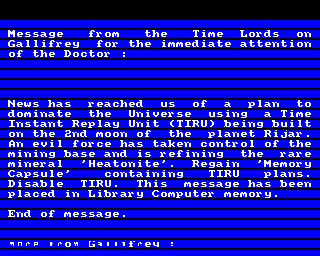 Message from the Time Lords on
Gallifrey for the immediate attention
of the Doctor :
News has reached us of a plan to
dominate the Universe using a Time
Instant Replay Unit (TIRU) being built
on the 2nd moon of the planet Rijar.
An evil force has taken control of the
mining base and is refining the rare
mineral 'Heatonite'. Regain 'Memory
Capsule' containing TIRU plans.
Disable TIRU. This message has been
placed in Library Computer memory.
End of message.
more from Gallifrey :